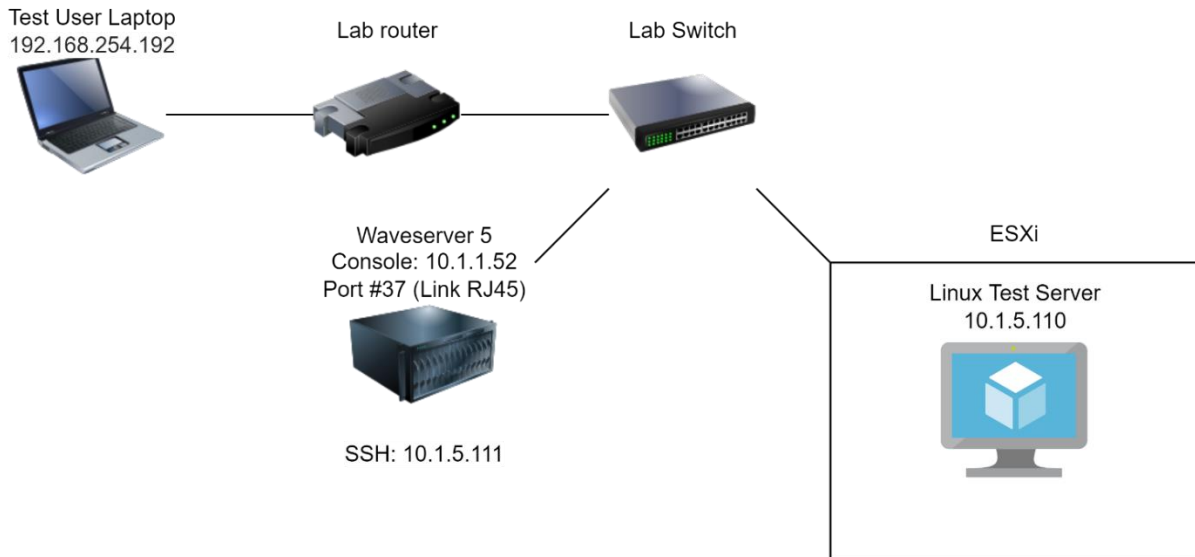 Test User Laptop
192.168.254.192
Lab router
Lab Switch
Waveserver 5
Console: 10.1.1.52
Port #37 (Link RJ45)
SSH: 10.1.5.111
ESXi
Linux Test Server
10.1.5.110